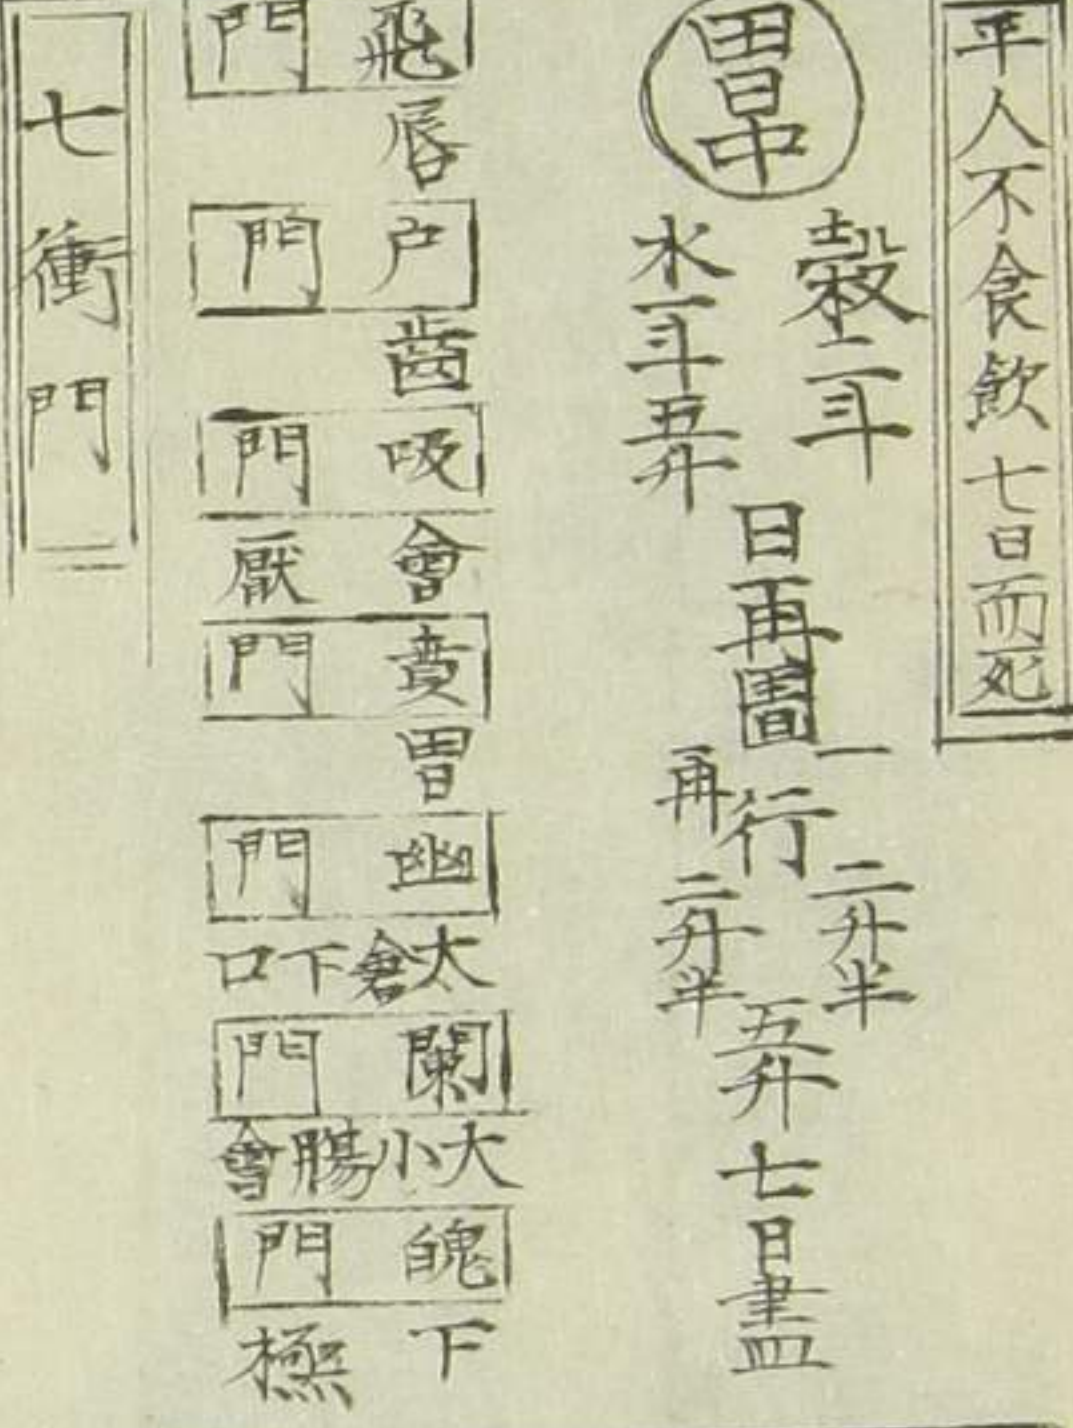 平人不食飲七日而死
胃中
穀二斗
水一斗五升
日再圊
一行二升半
再行二升半
五升
七日盡
飛門
唇
戶門
齒
吸門
會厭
賁門
胃
幽門
太倉下口
闌門
大小腸會
魄門
下極
七衝門